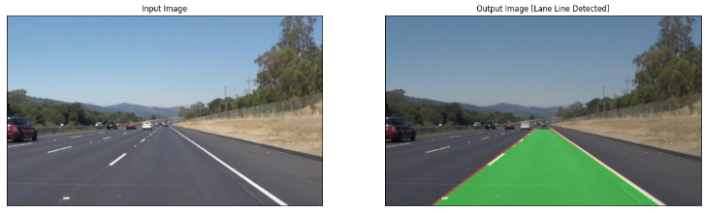 Input Image
Output Image [Lane Line Detected]